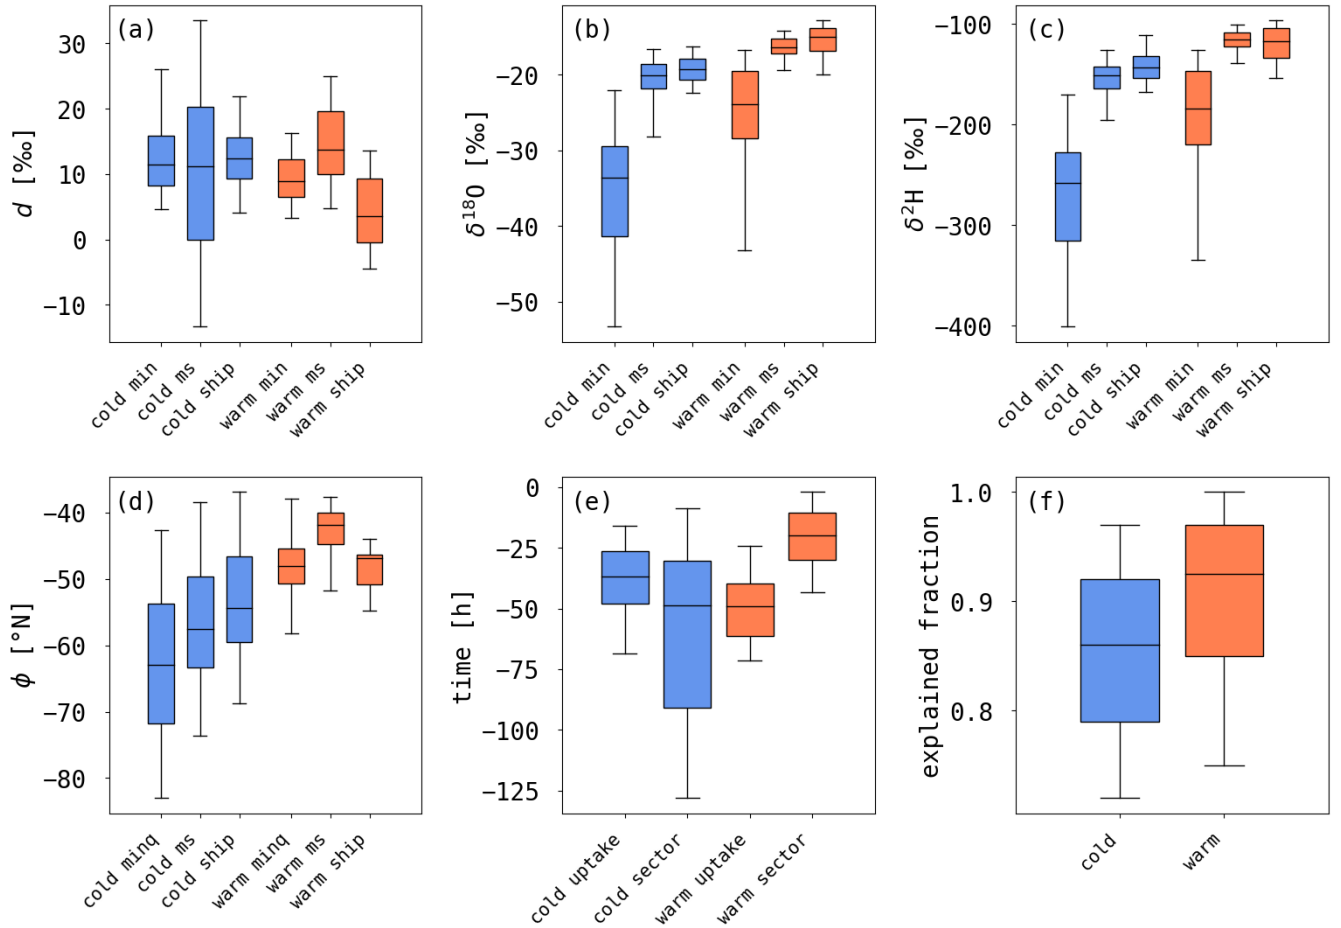 (a)
d [‰]
30
20
10
0
−10
cold min
cold ms
cold ship
warm min
warm ms
warm ship
(b)
δ¹⁸O [‰]
−20
−30
−40
−50
cold min
cold ms
cold ship
warm min
warm ms
warm ship
(c)
δ²H [‰]
−100
−200
−300
−400
cold min
cold ms
cold ship
warm min
warm ms
warm ship
(d)
ϕ [°N]
−40
−50
−60
−70
−80
cold minq
cold ms
cold ship
warm minq
warm ms
warm ship
(e)
time [h]
0
−25
−50
−75
−100
−125
cold uptake
cold sector
warm uptake
warm sector
(f)
explained fraction
1.0
0.9
0.8
cold
warm